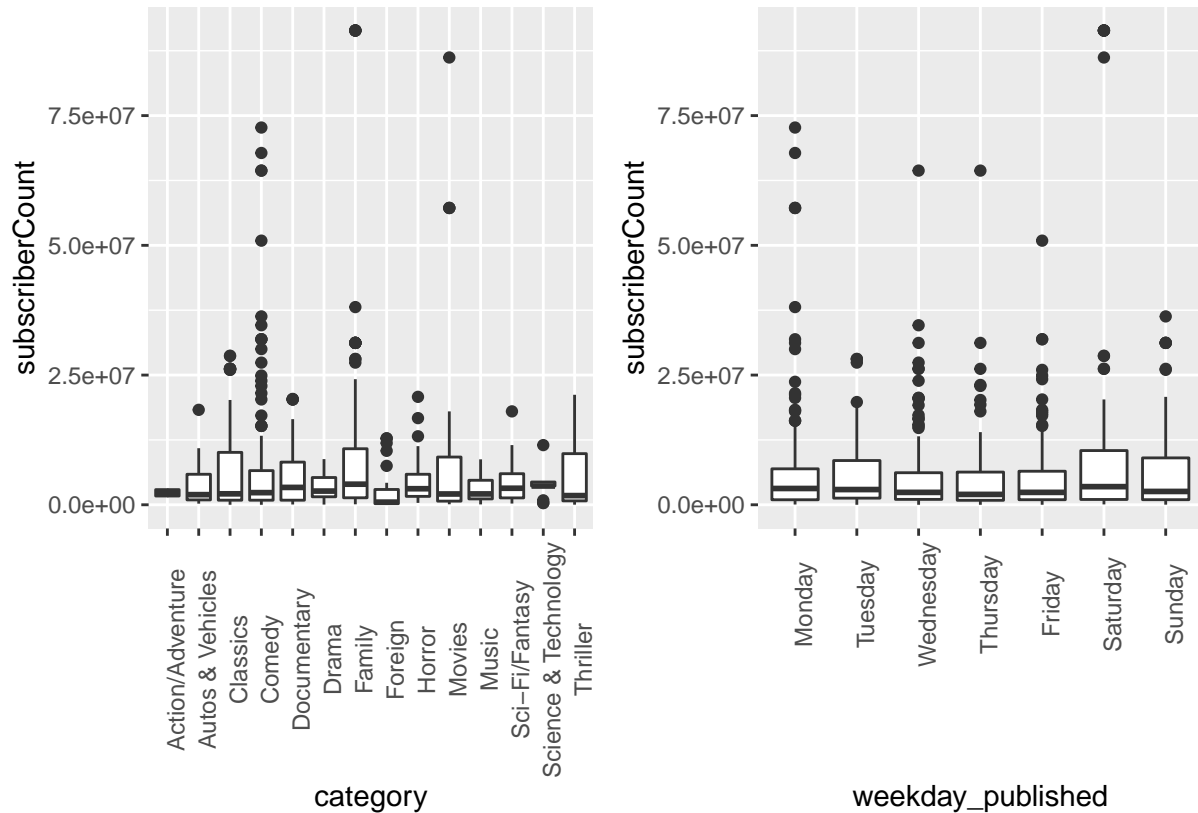 7.5e+07
5.0e+07
2.5e+07
0.0e+00
subscriberCount
Action/Adventure
Autos & Vehicles
Classics
Comedy
Documentary
Drama
Family
Foreign
Horror
Movies
Music
Sci−Fi/Fantasy
Science & Technology
Thriller
category
7.5e+07
5.0e+07
2.5e+07
0.0e+00
subscriberCount
Monday
Tuesday
Wednesday
Thursday
Friday
Saturday
Sunday
weekday_published